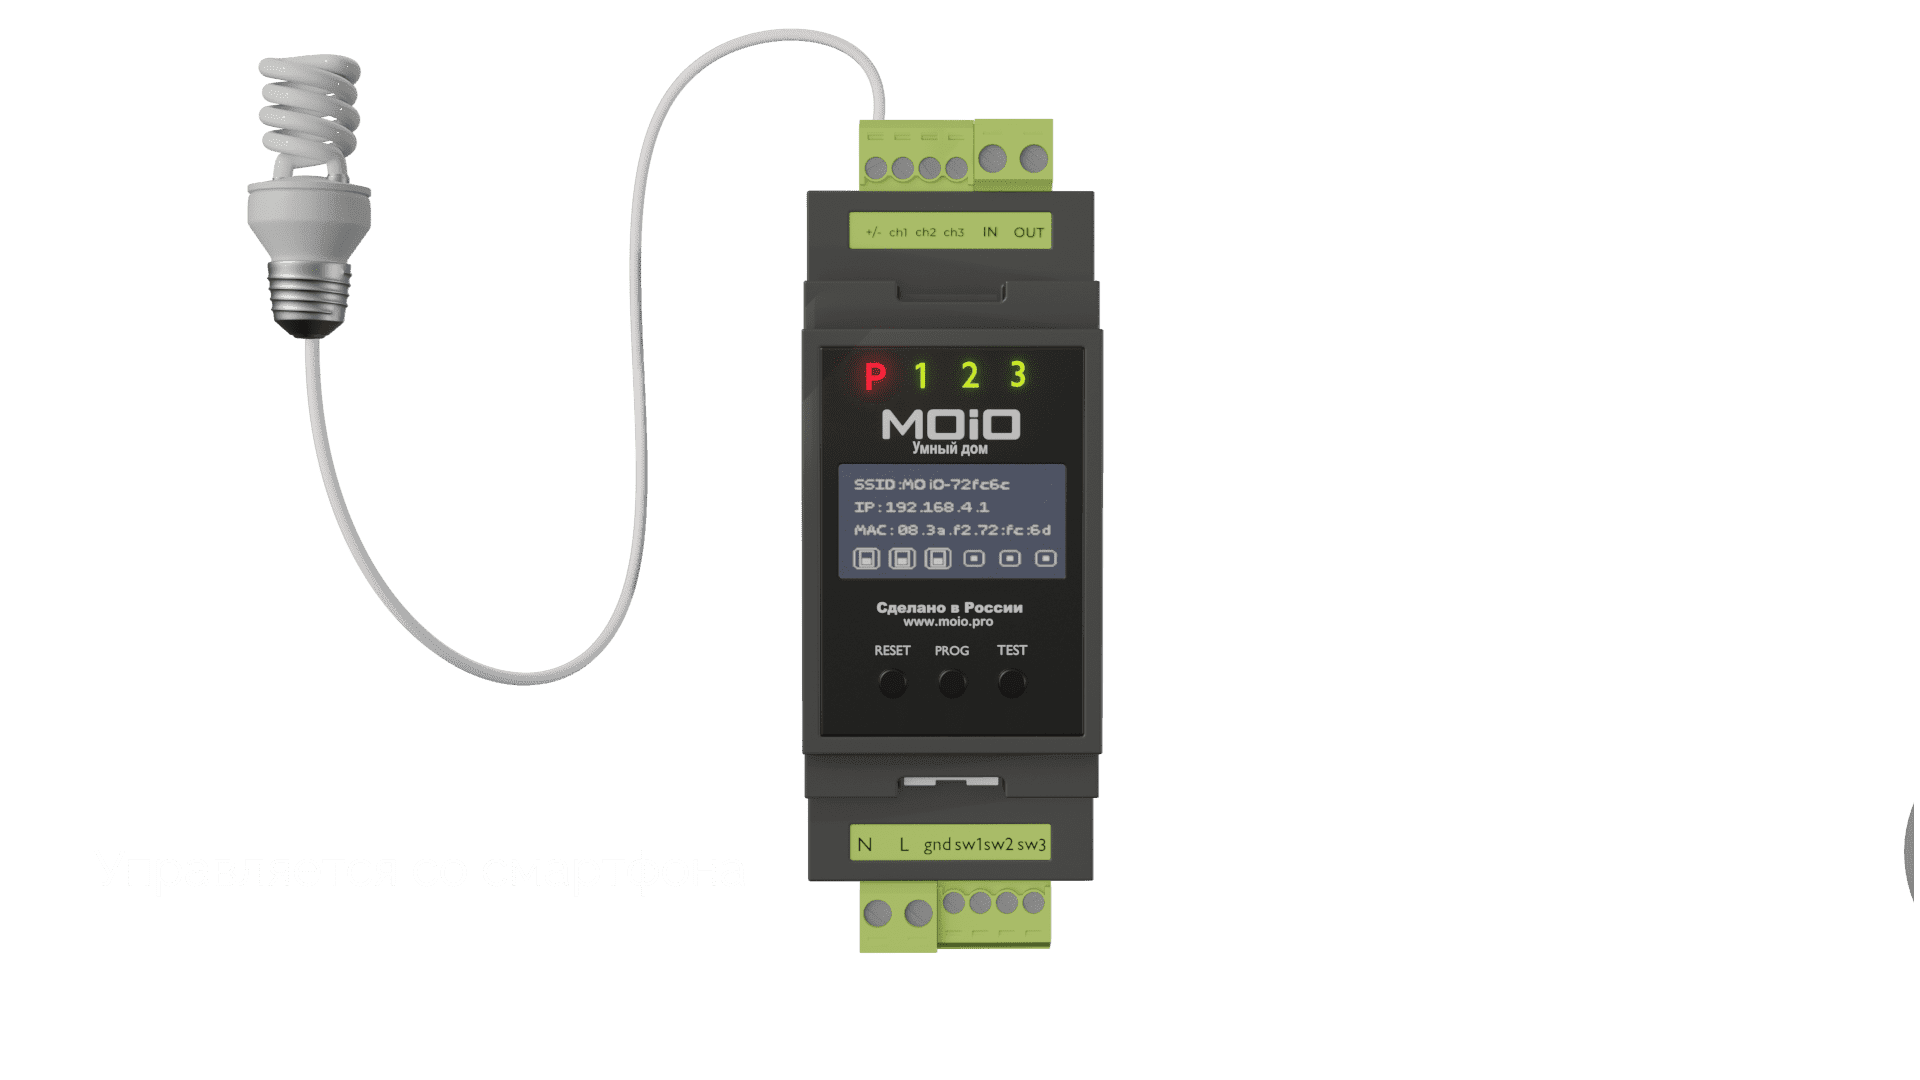 +/- ch1 ch2 ch3 IN OUT
P 1 2 3
MOiO
Умный дом
SSID:MOiO-72fc6c
IP:192.168.4.1
MAC:08.3a.f2.72:fc:6d
Сделано в России
www.moio.pro
RESET PROG TEST
N L gnd sw1 sw2 sw3